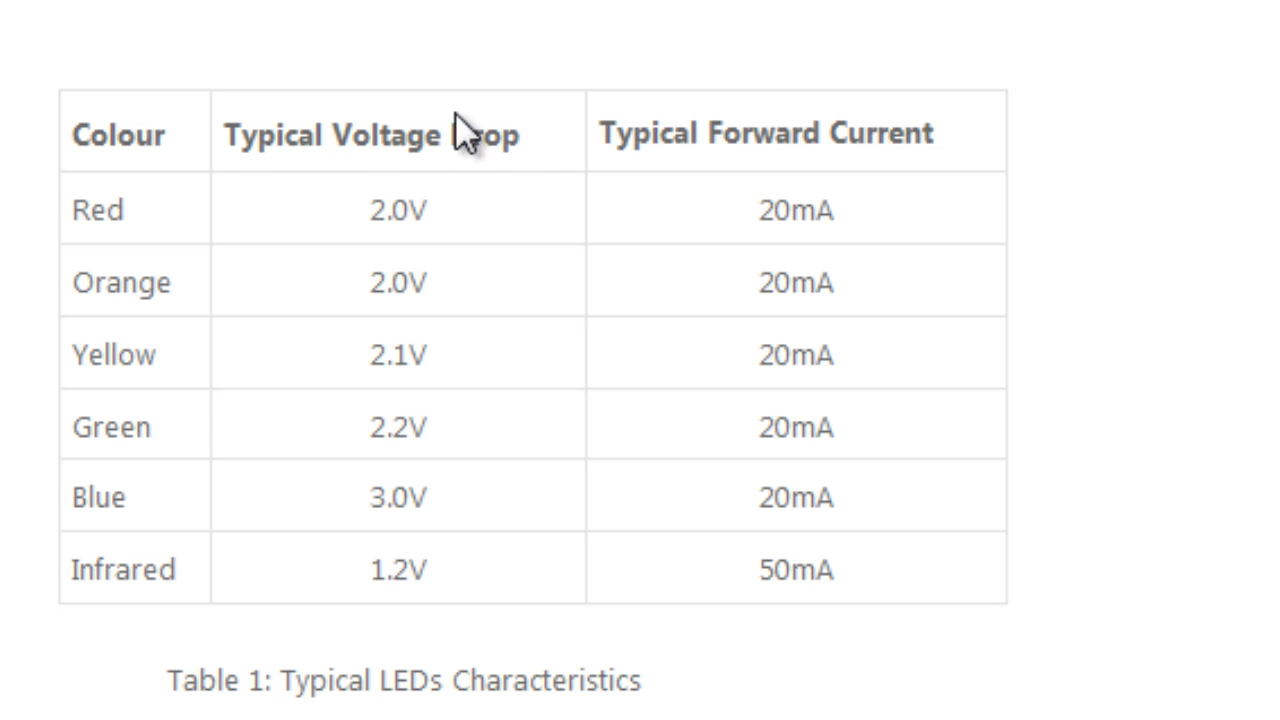 Colour Typical Voltage Drop Typical Forward Current
Red 2.0V 20mA
Orange 2.0V 20mA
Yellow 2.1V 20mA
Green 2.2V 20mA
Blue 3.0V 20mA
Infrared 1.2V 50mA
Table 1: Typical LEDs Characteristics